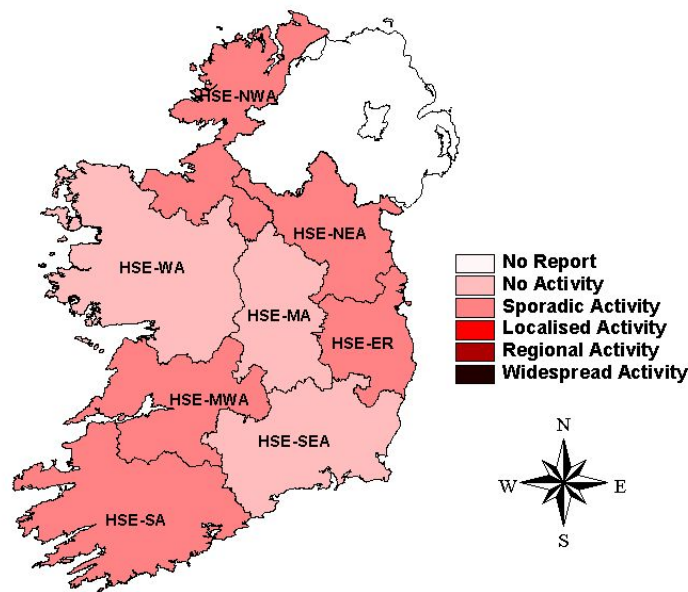 HSE-NWA
HSE-NEA
HSE-WA
HSE-MA
HSE-ER
HSE-MWA
HSE-SEA
HSE-SA
No Report
No Activity
Sporadic Activity
Localised Activity
Regional Activity
Widespread Activity
N
W E
S